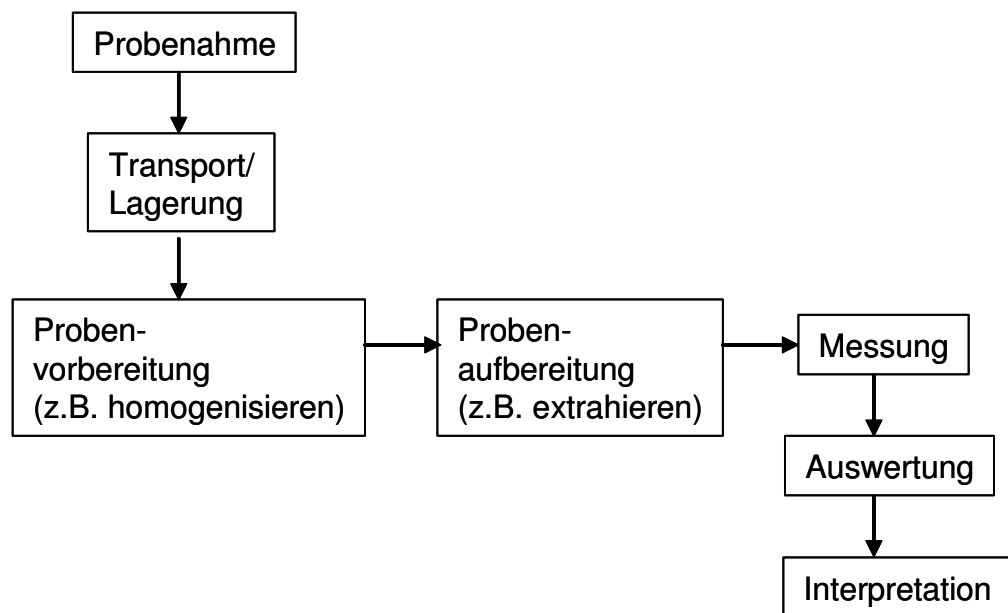 Probenahme
Transport/
Lagerung
Proben-
vorbereitung
(z.B. homogenisieren)
Proben-
aufbereitung
(z.B. extrahieren)
Messung
Auswertung
Interpretation